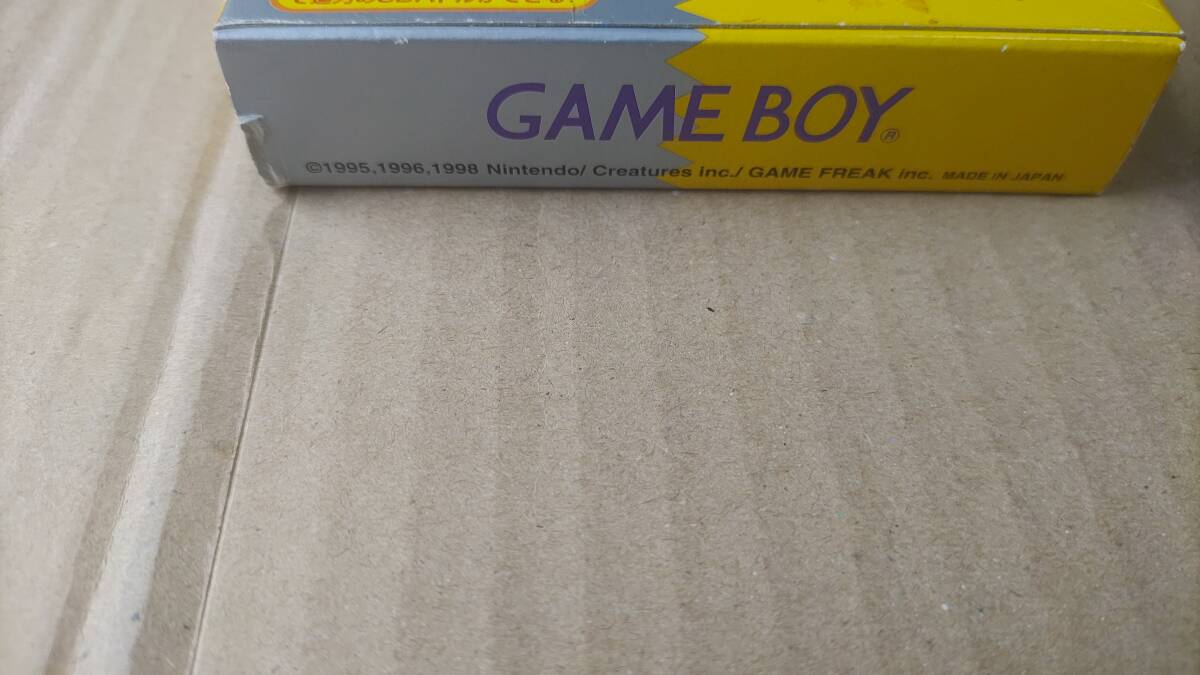 GAME BOY®
©1995,1996,1998 Nintendo/ Creatures inc./ GAME FREAK inc. MADE IN JAPAN